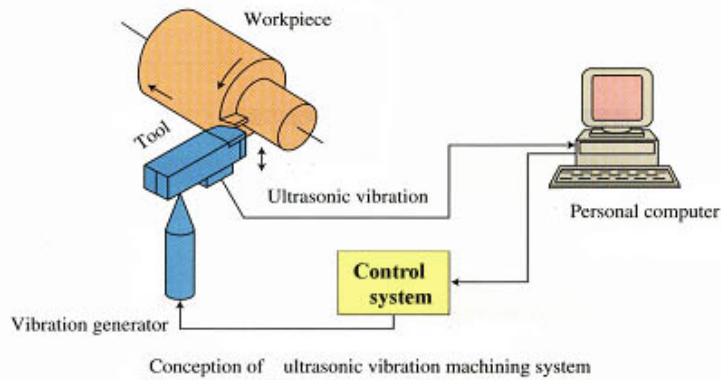 Workpiece
Tool
Ultrasonic vibration
Personal computer
Control
system
Vibration generator
Conception of ultrasonic vibration machining system